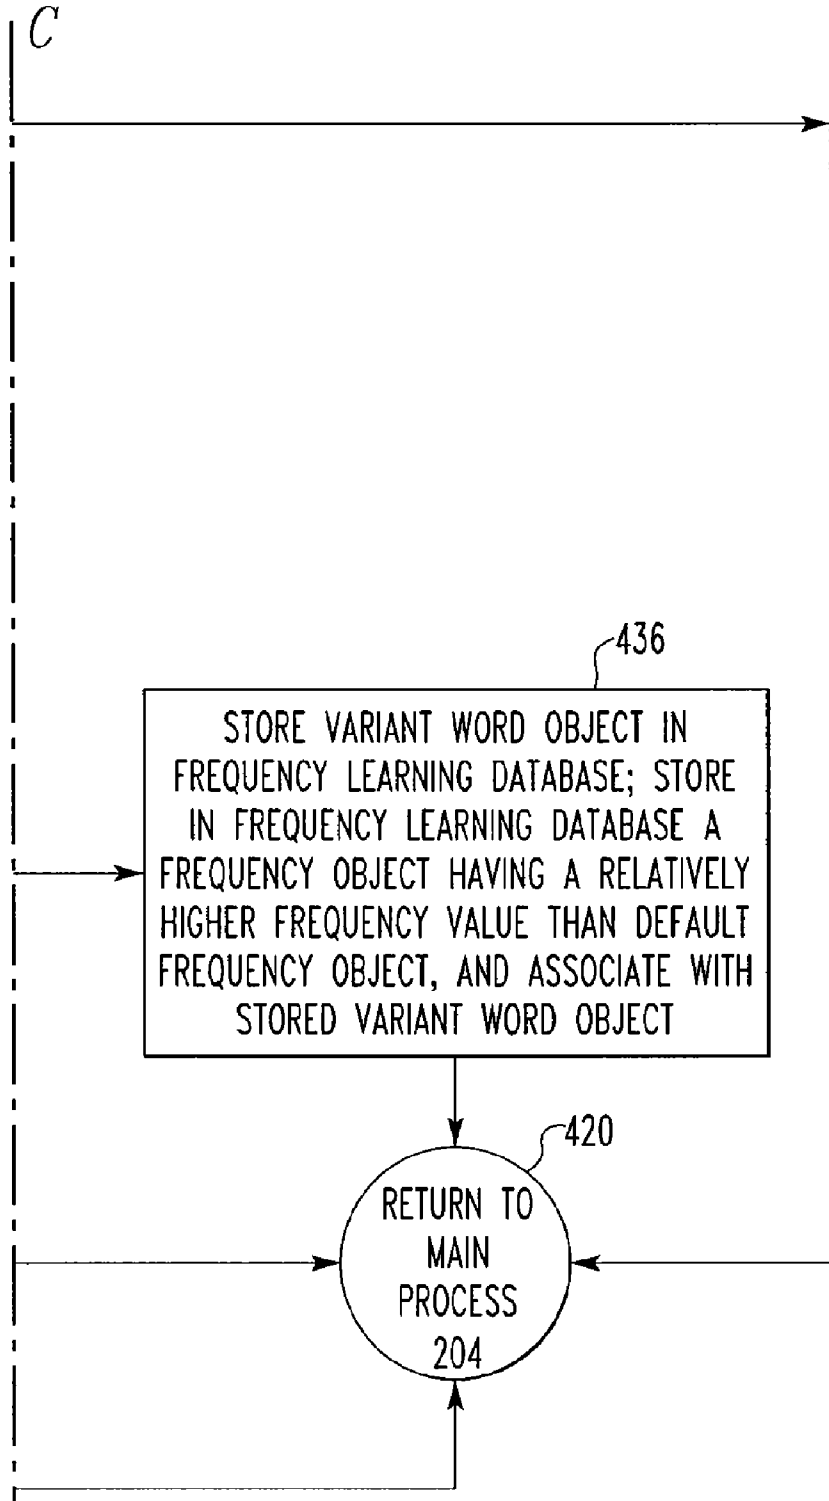 C
436
STORE VARIANT WORD OBJECT IN
FREQUENCY LEARNING DATABASE; STORE
IN FREQUENCY LEARNING DATABASE A
FREQUENCY OBJECT HAVING A RELATIVELY
HIGHER FREQUENCY VALUE THAN DEFAULT
FREQUENCY OBJECT, AND ASSOCIATE WITH
STORED VARIANT WORD OBJECT
420
RETURN TO
MAIN
PROCESS
204